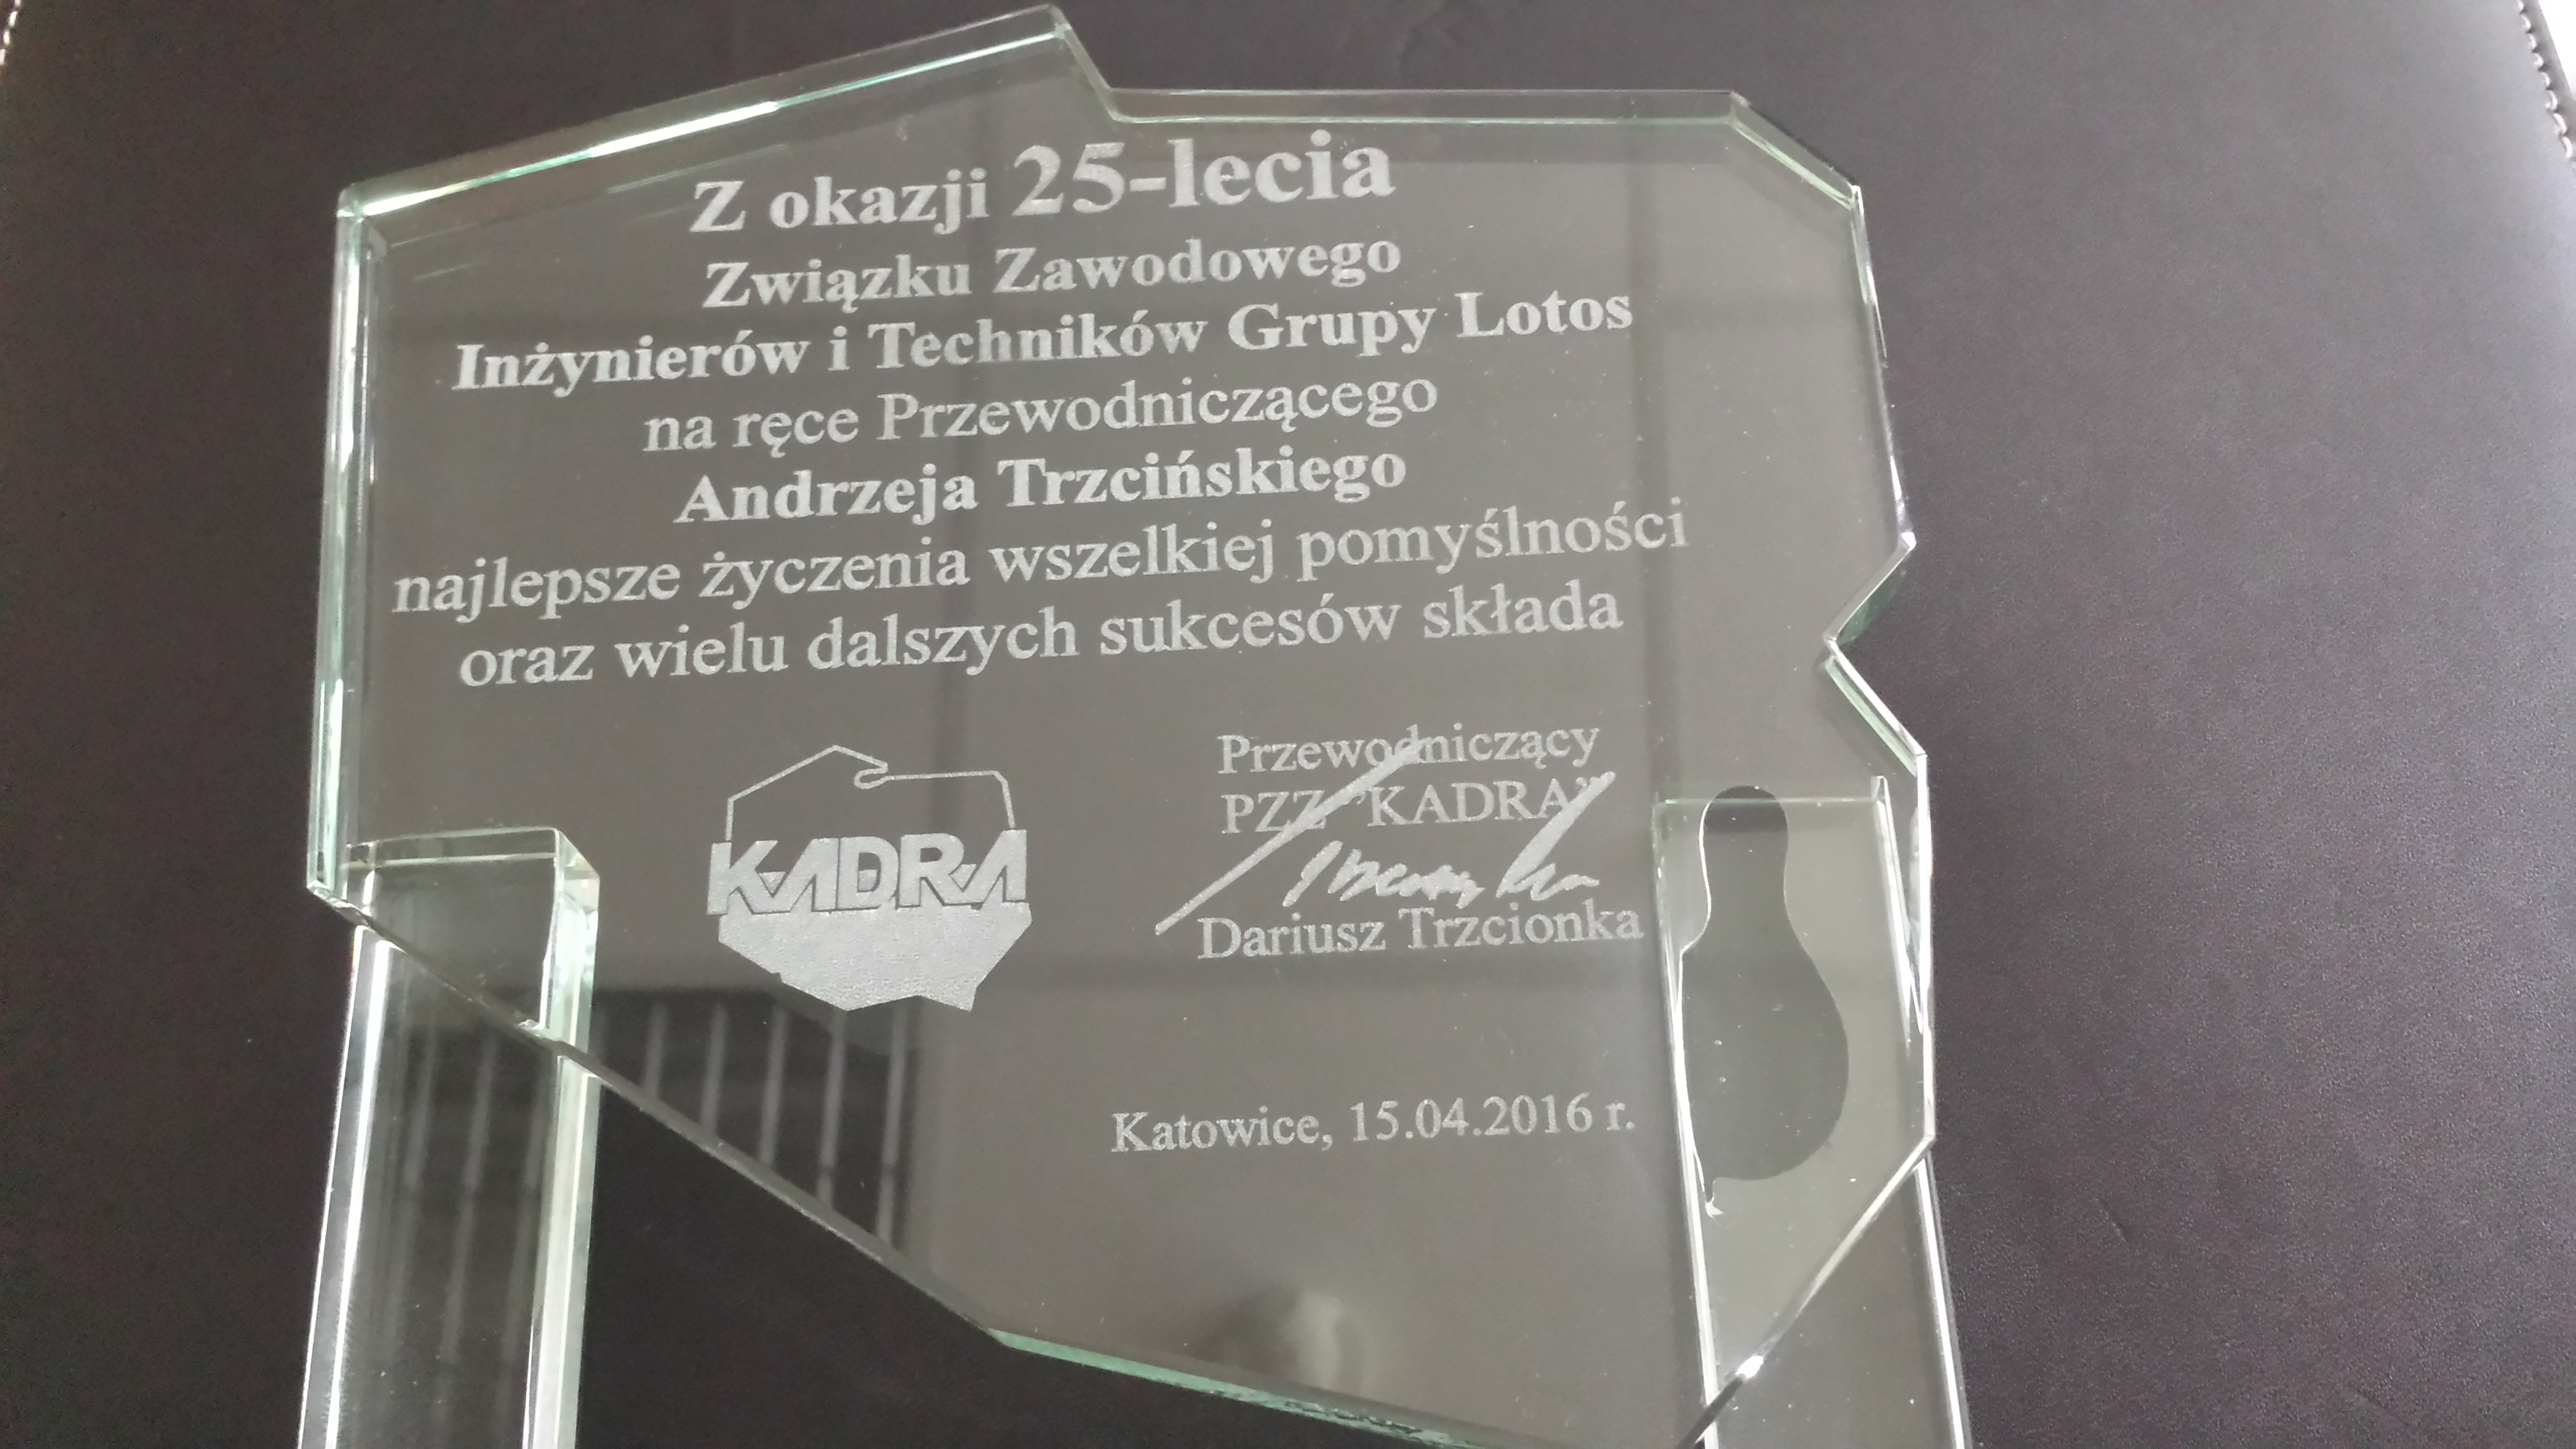 Z okazji 25-lecia
Związku Zawodowego
Inżynierów i Techników Grupy Lotos
na ręce Przewodniczącego
Andrzeja Trzcińskiego
najlepsze życzenia wszelkiej pomyślności
oraz wielu dalszych sukcesów składa
KADRA
Przewodniczący
PZZ "KADRA"
Dariusz Trzcionka
Katowice, 15.04.2016 r.